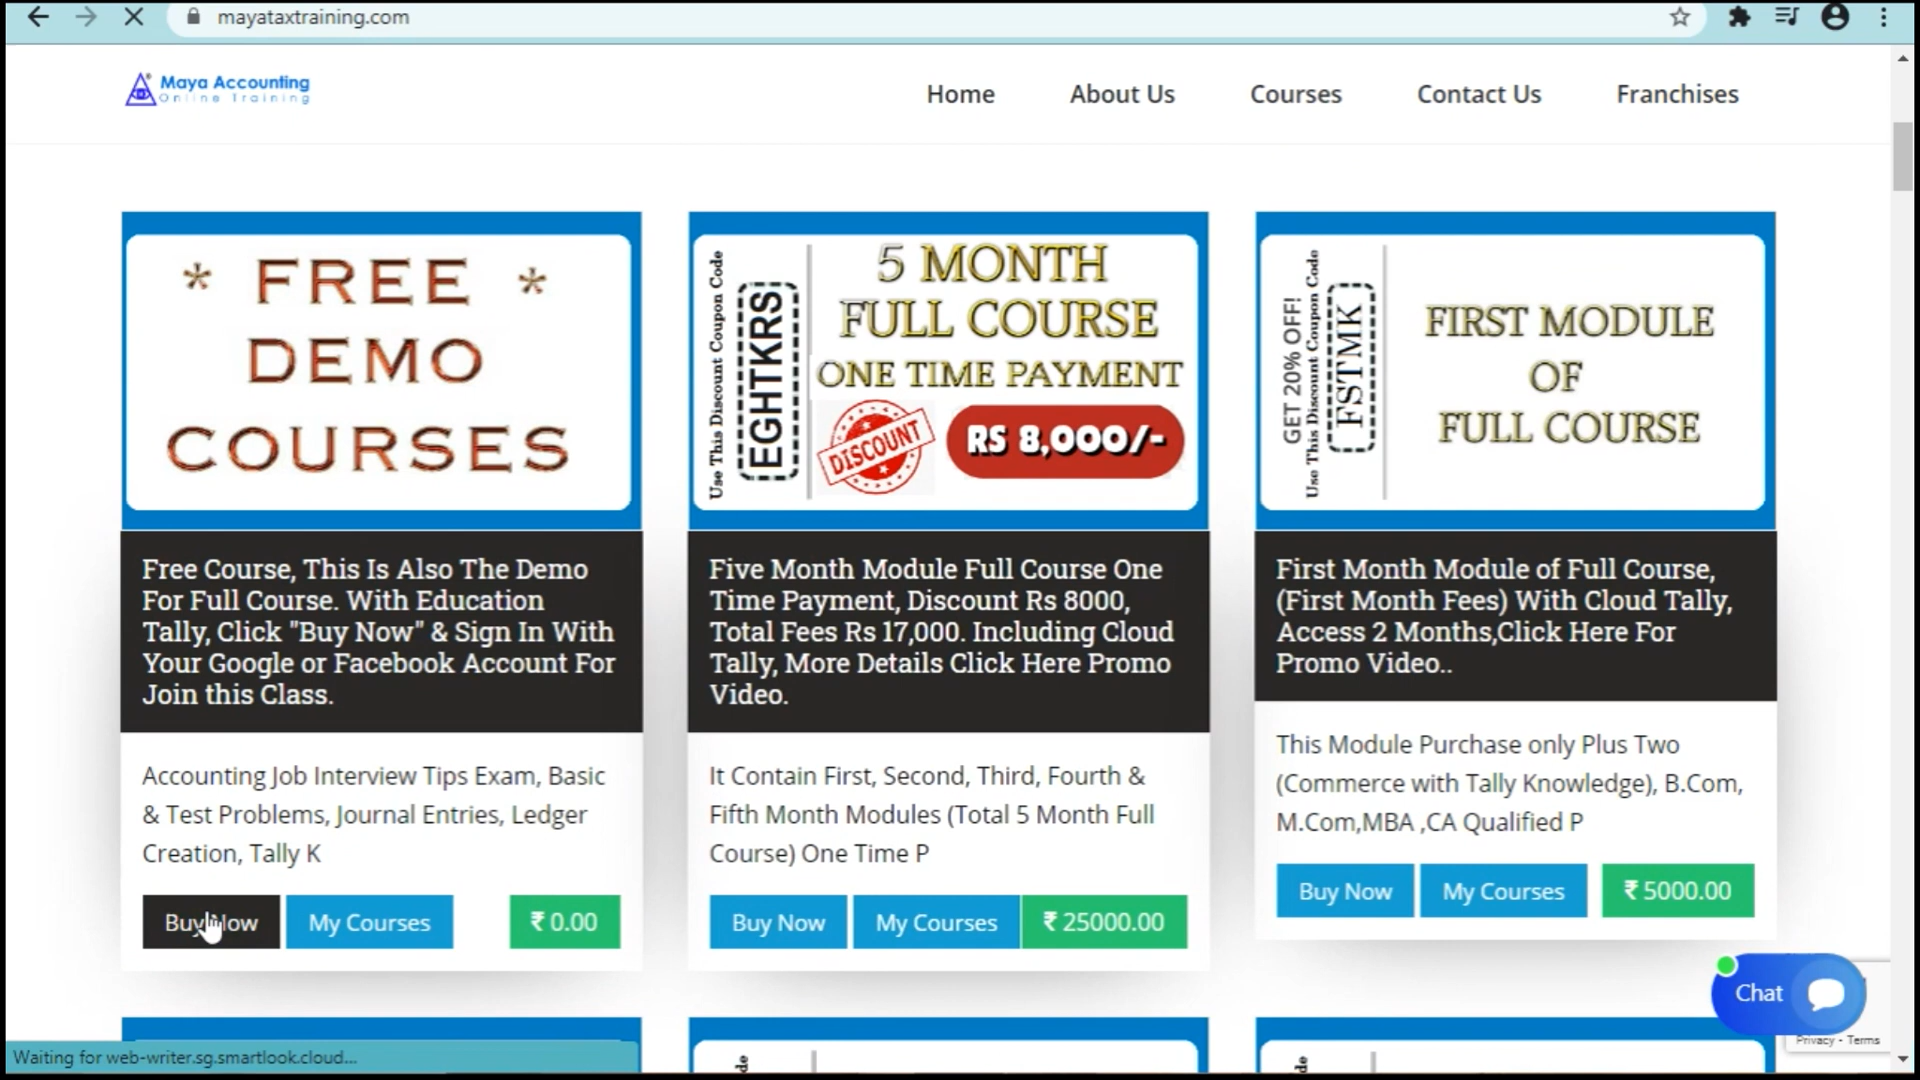 mayataxtraining.com
Maya Accounting
Online Training
Home
About Us
Courses
Contact Us
Franchises
* FREE *
DEMO
COURSES
Use This Discount Coupon Code
EGHTKRS
5 MONTH
FULL COURSE
ONE TIME PAYMENT
DISCOUNT
RS 8,000/-
GET 20% OFF!
Use This Discount Coupon Code
FSTMK
FIRST MODULE
OF
FULL COURSE
Free Course, This Is Also The Demo
For Full Course. With Education
Tally, Click "Buy Now" & Sign In With
Your Google or Facebook Account For
Join this Class.
Accounting Job Interview Tips Exam, Basic
& Test Problems, Journal Entries, Ledger
Creation, Tally K
Buy Now
My Courses
₹ 0.00
Five Month Module Full Course One
Time Payment, Discount Rs 8000,
Total Fees Rs 17,000. Including Cloud
Tally, More Details Click Here Promo
Video.
It Contain First, Second, Third, Fourth &
Fifth Month Modules (Total 5 Month Full
Course) One Time P
Buy Now
My Courses
₹ 25000.00
First Month Module of Full Course,
(First Month Fees) With Cloud Tally,
Access 2 Months,Click Here For
Promo Video..
This Module Purchase only Plus Two
(Commerce with Tally Knowledge), B.Com,
M.Com,MBA ,CA Qualified P
Buy Now
My Courses
₹ 5000.00
Chat
Privacy - Terms
Waiting for web-writer.sg.smartlook.cloud...